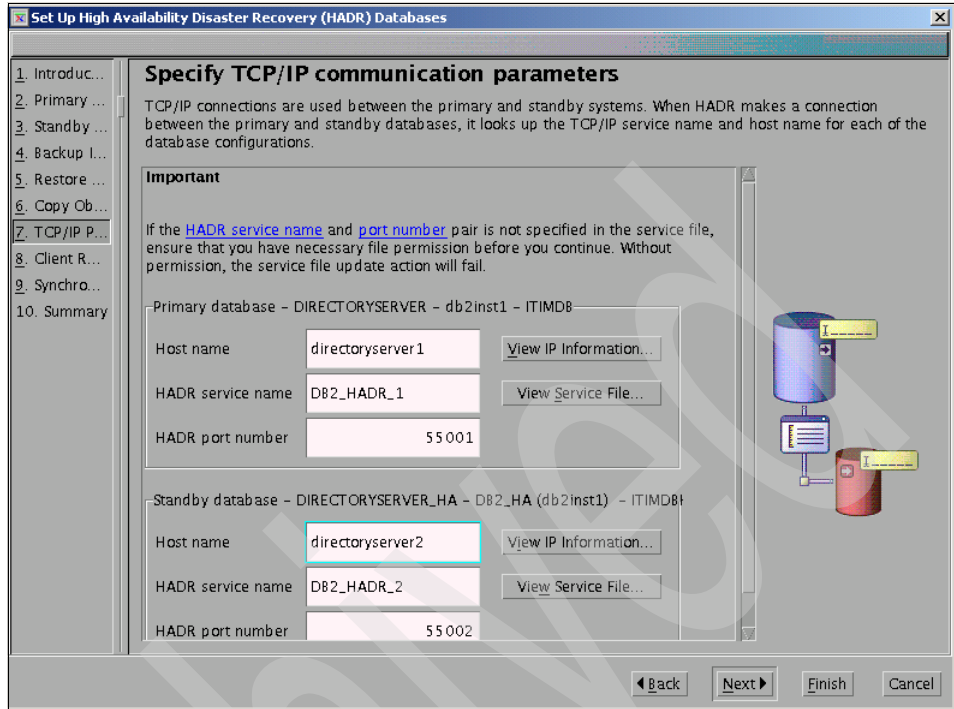 Set Up High Availability Disaster Recovery (HADR) Databases
1. Introduc...
2. Primary ...
3. Standby ...
4. Backup I...
5. Restore ...
6. Copy Ob...
7. TCP/IP P...
8. Client R...
9. Synchro...
10. Summary
Specify TCP/IP communication parameters
TCP/IP connections are used between the primary and standby systems. When HADR makes a connection
between the primary and standby databases, it looks up the TCP/IP service name and host name for each of the
database configurations.
Important
If the HADR service name and port number pair is not specified in the service file,
ensure that you have necessary file permission before you continue. Without
permission, the service file update action will fail.
Primary database – DIRECTORYSERVER – db2inst1 – ITIMDB
Host name directoryserver1 View IP Information...
HADR service name DB2_HADR_1 View Service File...
HADR port number 55001
Standby database – DIRECTORYSERVER_HA – DB2_HA (db2inst1) – ITIMDB
Host name directoryserver2 View IP Information...
HADR service name DB2_HADR_2 View Service File...
HADR port number 55002
Back Next Finish Cancel